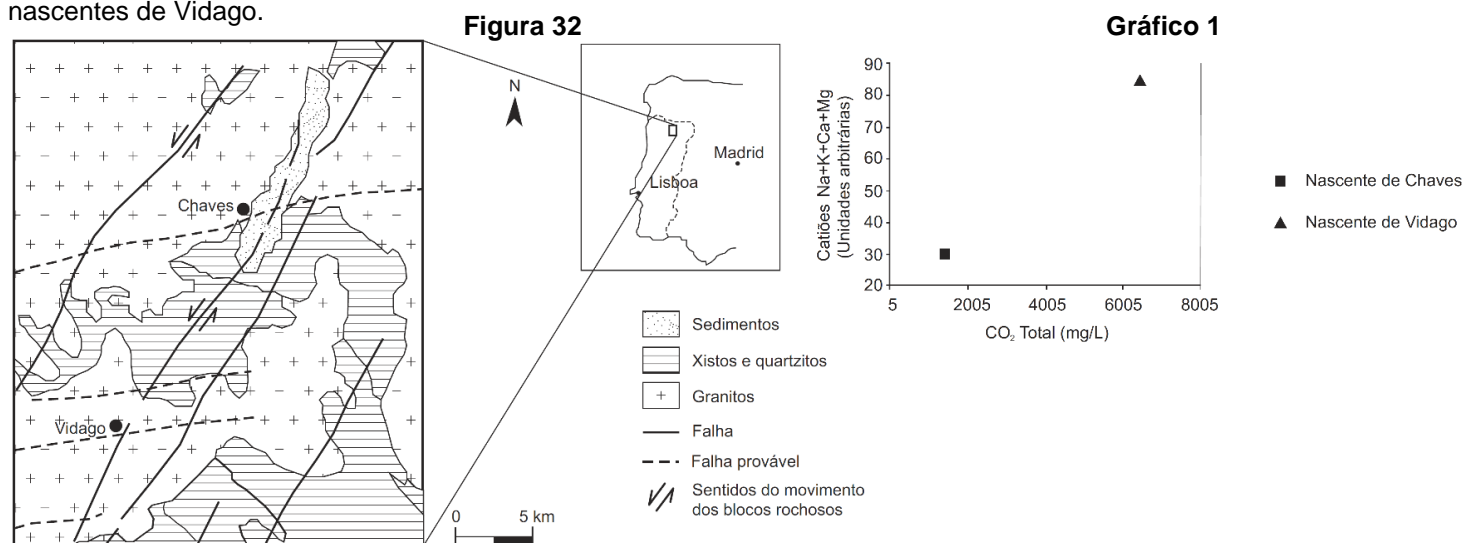 nascentes de Vidago.
Figura 32
Gráfico 1
N
Chaves
Vidago
Madrid
Lisboa
Sedimentos
Xistos e quartzitos
Granitos
Falha
Falha provável
Sentidos do movimento
dos blocos rochosos
0 5 km
Catiões Na+K+Ca+Mg
(Unidades arbitrárias)
90
80
70
60
50
40
30
20
5 2005 4005 6005 8005
CO₂ Total (mg/L)
Nascente de Chaves
Nascente de Vidago